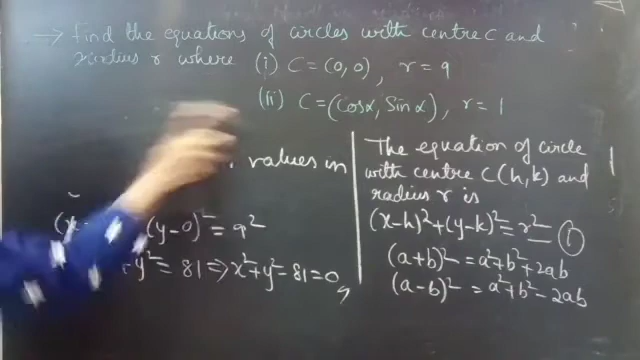 → Find the equations of circles with centre C and
radius r where (i) C = (0, 0), r = 9
(ii) C = (Cosα, Sinα), r = 1
values in
(y-0)² = 9²
y² = 81 ⇒ x²+y²-81=0,
The equation of circle
with centre C(h, k) and
radius r is
(x-h)²+(y-k)²=r² — ①
(a+b)² = a²+b²+2ab
(a-b)² = a²+b²-2ab